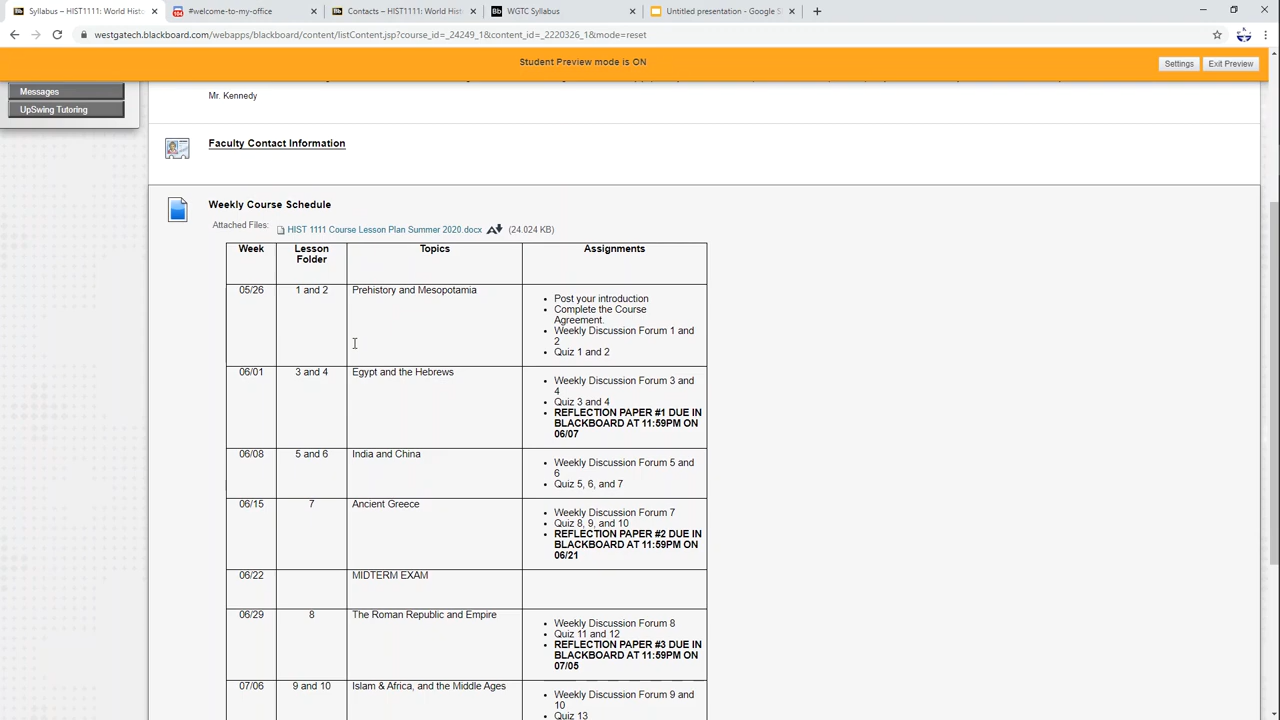 Syllabus – HIST1111: World Hist
#welcome-to-my-office
Contacts – HIST1111: World Hist
WGTC Syllabus
Untitled presentation - Google S
westgatech.blackboard.com/webapps/blackboard/content/listContent.jsp?course_id=_24249_1&content_id=_2220326_1&mode=reset
Student Preview mode is ON
Settings
Exit Preview
Messages
UpSwing Tutoring
Mr. Kennedy
Faculty Contact Information
Weekly Course Schedule
Attached Files: HIST 1111 Course Lesson Plan Summer 2020.docx (24.024 KB)
Week
Lesson
Folder
Topics
Assignments
05/26
1 and 2
Prehistory and Mesopotamia
• Post your introduction
• Complete the Course
Agreement.
• Weekly Discussion Forum 1 and
2
• Quiz 1 and 2
06/01
3 and 4
Egypt and the Hebrews
• Weekly Discussion Forum 3 and
4
• Quiz 3 and 4
• REFLECTION PAPER #1 DUE IN
BLACKBOARD AT 11:59PM ON
06/07
06/08
5 and 6
India and China
• Weekly Discussion Forum 5 and
6
• Quiz 5, 6, and 7
06/15
7
Ancient Greece
• Weekly Discussion Forum 7
• Quiz 8, 9, and 10
• REFLECTION PAPER #2 DUE IN
BLACKBOARD AT 11:59PM ON
06/21
06/22
MIDTERM EXAM
06/29
8
The Roman Republic and Empire
• Weekly Discussion Forum 8
• Quiz 11 and 12
• REFLECTION PAPER #3 DUE IN
BLACKBOARD AT 11:59PM ON
07/05
07/06
9 and 10
Islam & Africa, and the Middle Ages
• Weekly Discussion Forum 9 and
10
• Quiz 13